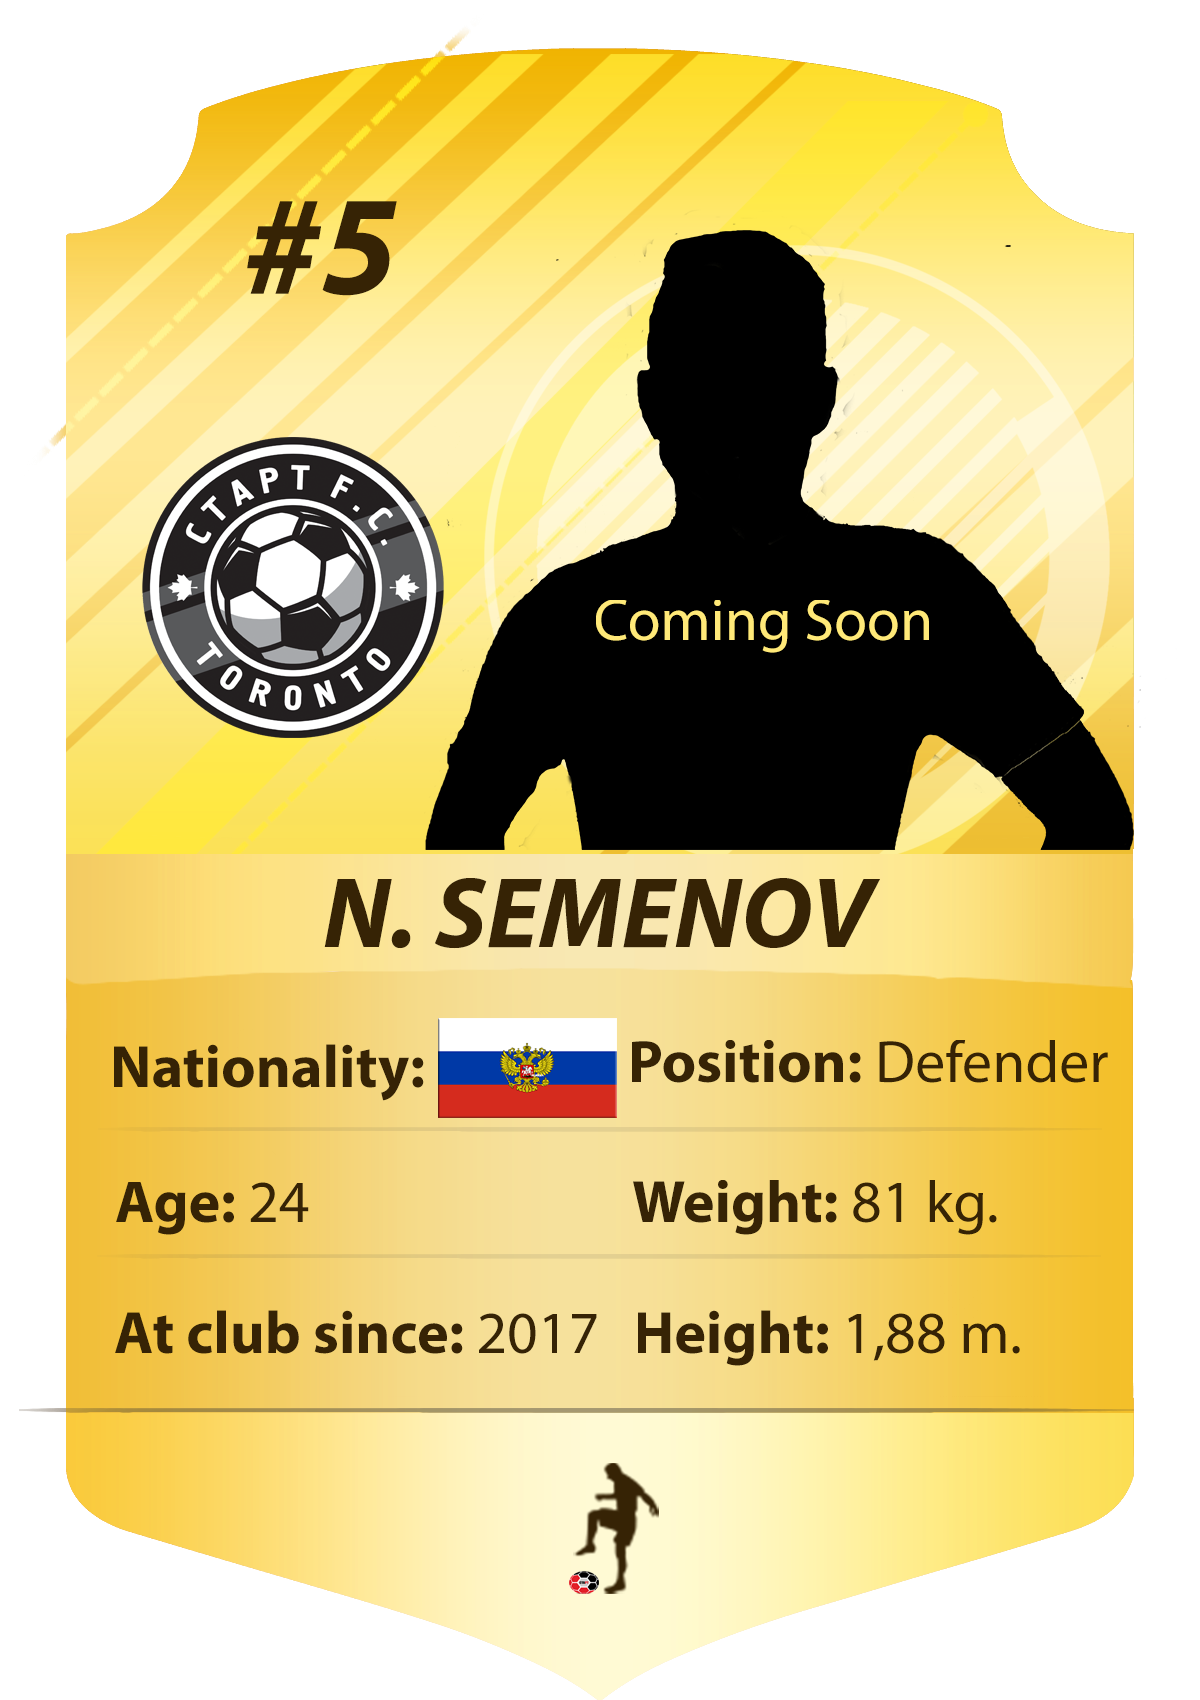 #5
СТАРТ F.C.
TORONTO
Coming Soon
N. SEMENOV
Nationality:
Position: Defender
Age: 24
Weight: 81 kg.
At club since: 2017
Height: 1,88 m.